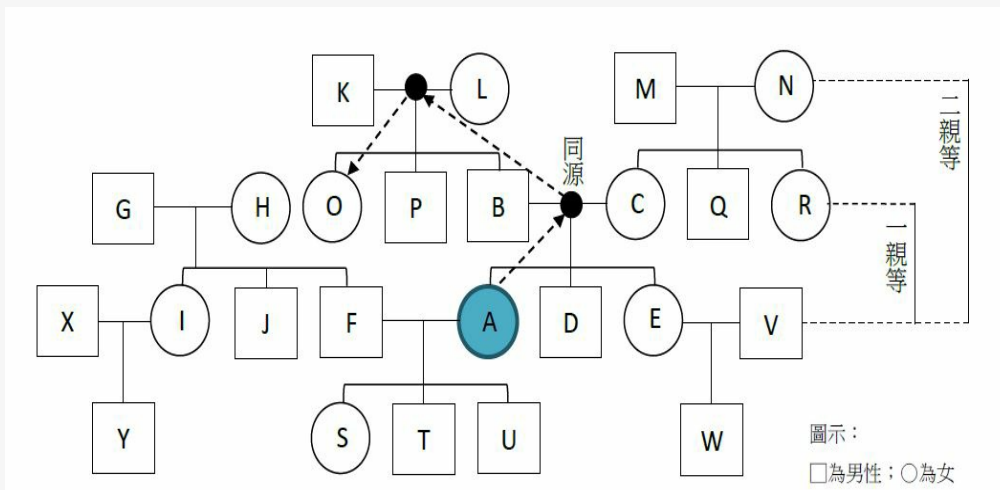 K L M N
二親等
同源
G H O P B C Q R
一親等
X I J F A D E V
Y S T U W
圖示：
□為男性；○為女